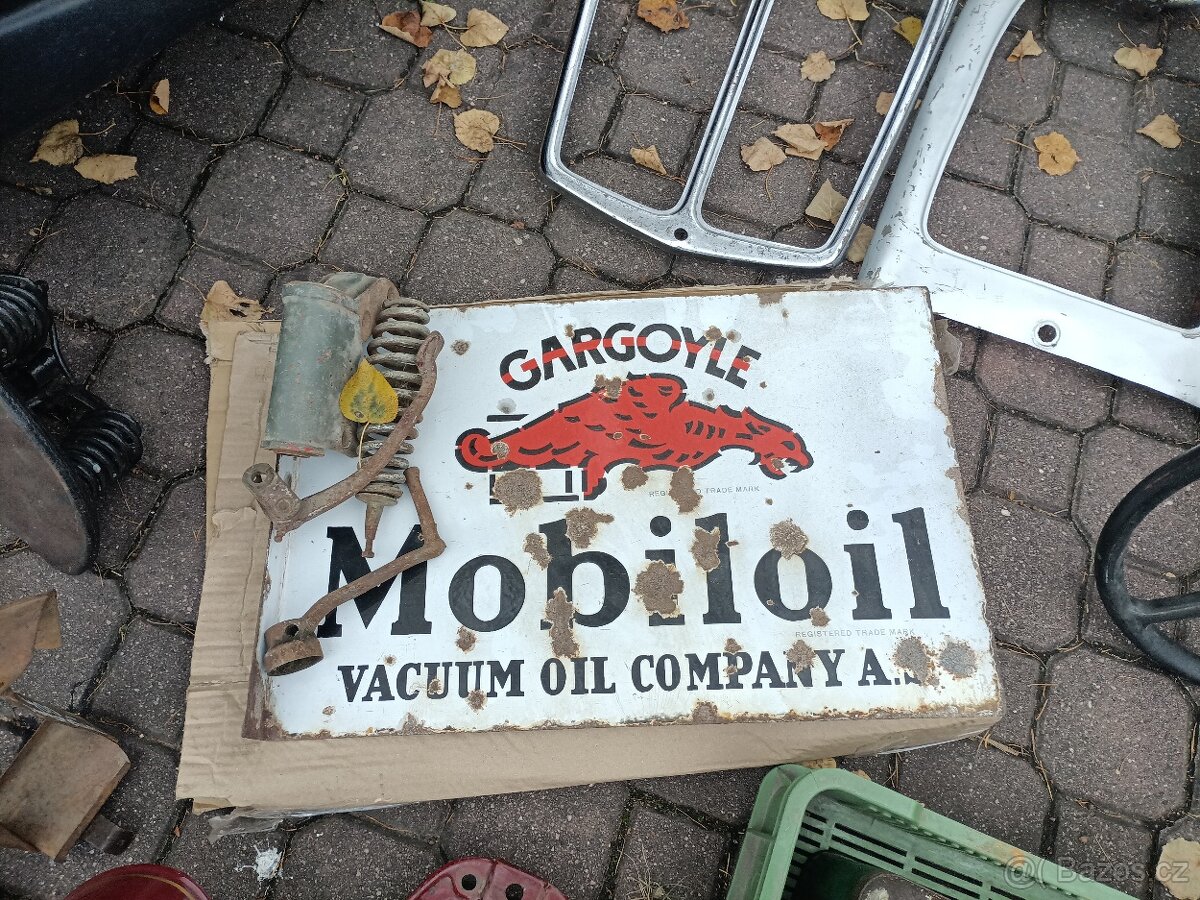 GARGOYLE
REGISTERED TRADE MARK
Mobiloil
REGISTERED TRADE MARK
VACUUM OIL COMPANY A.S.
© Bazos.cz